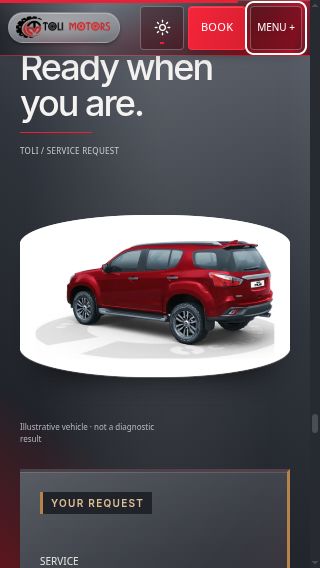 TOLI MOTORS
BOOK
MENU +
Ready when
you are.
TOLI / SERVICE REQUEST
Illustrative vehicle · not a diagnostic
result
YOUR REQUEST
SERVICE